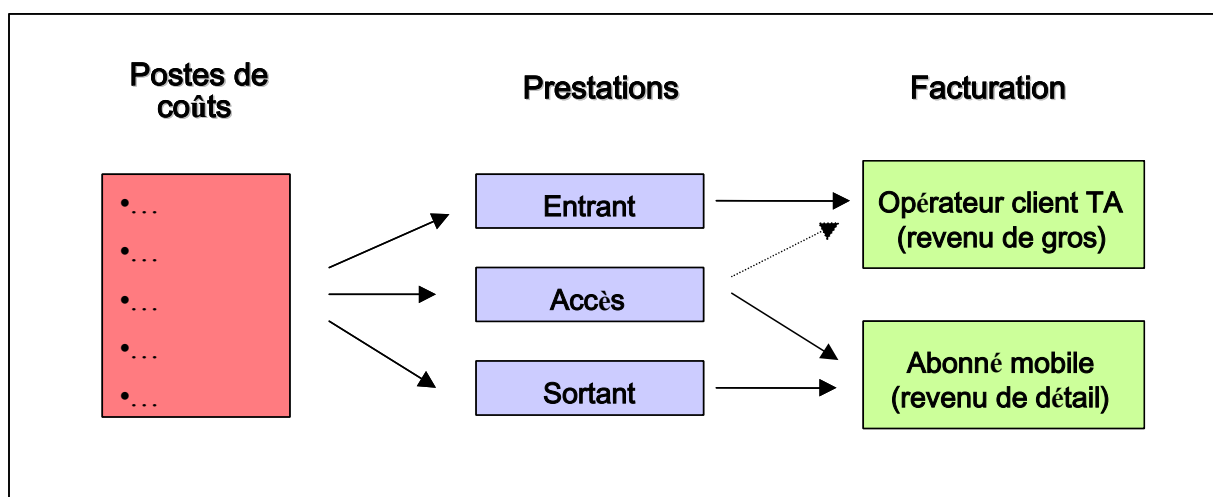 Postes de
coûts
Prestations
Facturation
•...
•...
•...
•...
•...
Entrant
Accès
Sortant
Opérateur client TA
(revenu de gros)
Abonné mobile
(revenu de détail)